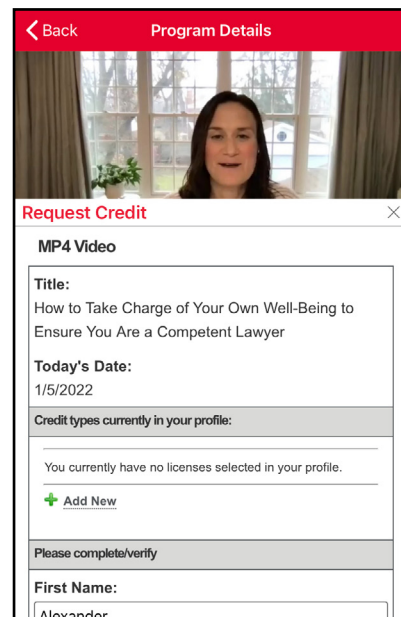 Back
Program Details
Request Credit
MP4 Video
Title:
How to Take Charge of Your Own Well-Being to
Ensure You Are a Competent Lawyer
Today's Date:
1/5/2022
Credit types currently in your profile:
You currently have no licenses selected in your profile.
Add New
Please complete/verify
First Name:
Alexander